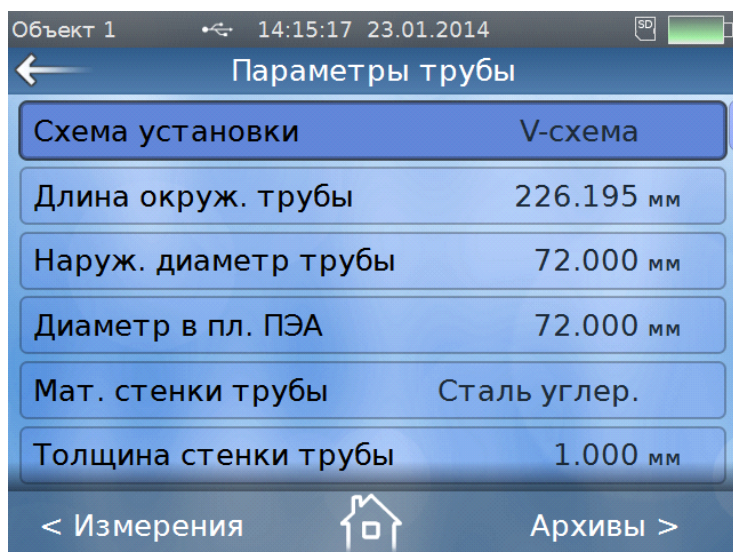 Объект 1 14:15:17 23.01.2014 SD
Параметры трубы
Схема установки V-схема
Длина окруж. трубы 226.195 мм
Наруж. диаметр трубы 72.000 мм
Диаметр в пл. ПЭА 72.000 мм
Мат. стенки трубы Сталь углер.
Толщина стенки трубы 1.000 мм
< Измерения Архивы >